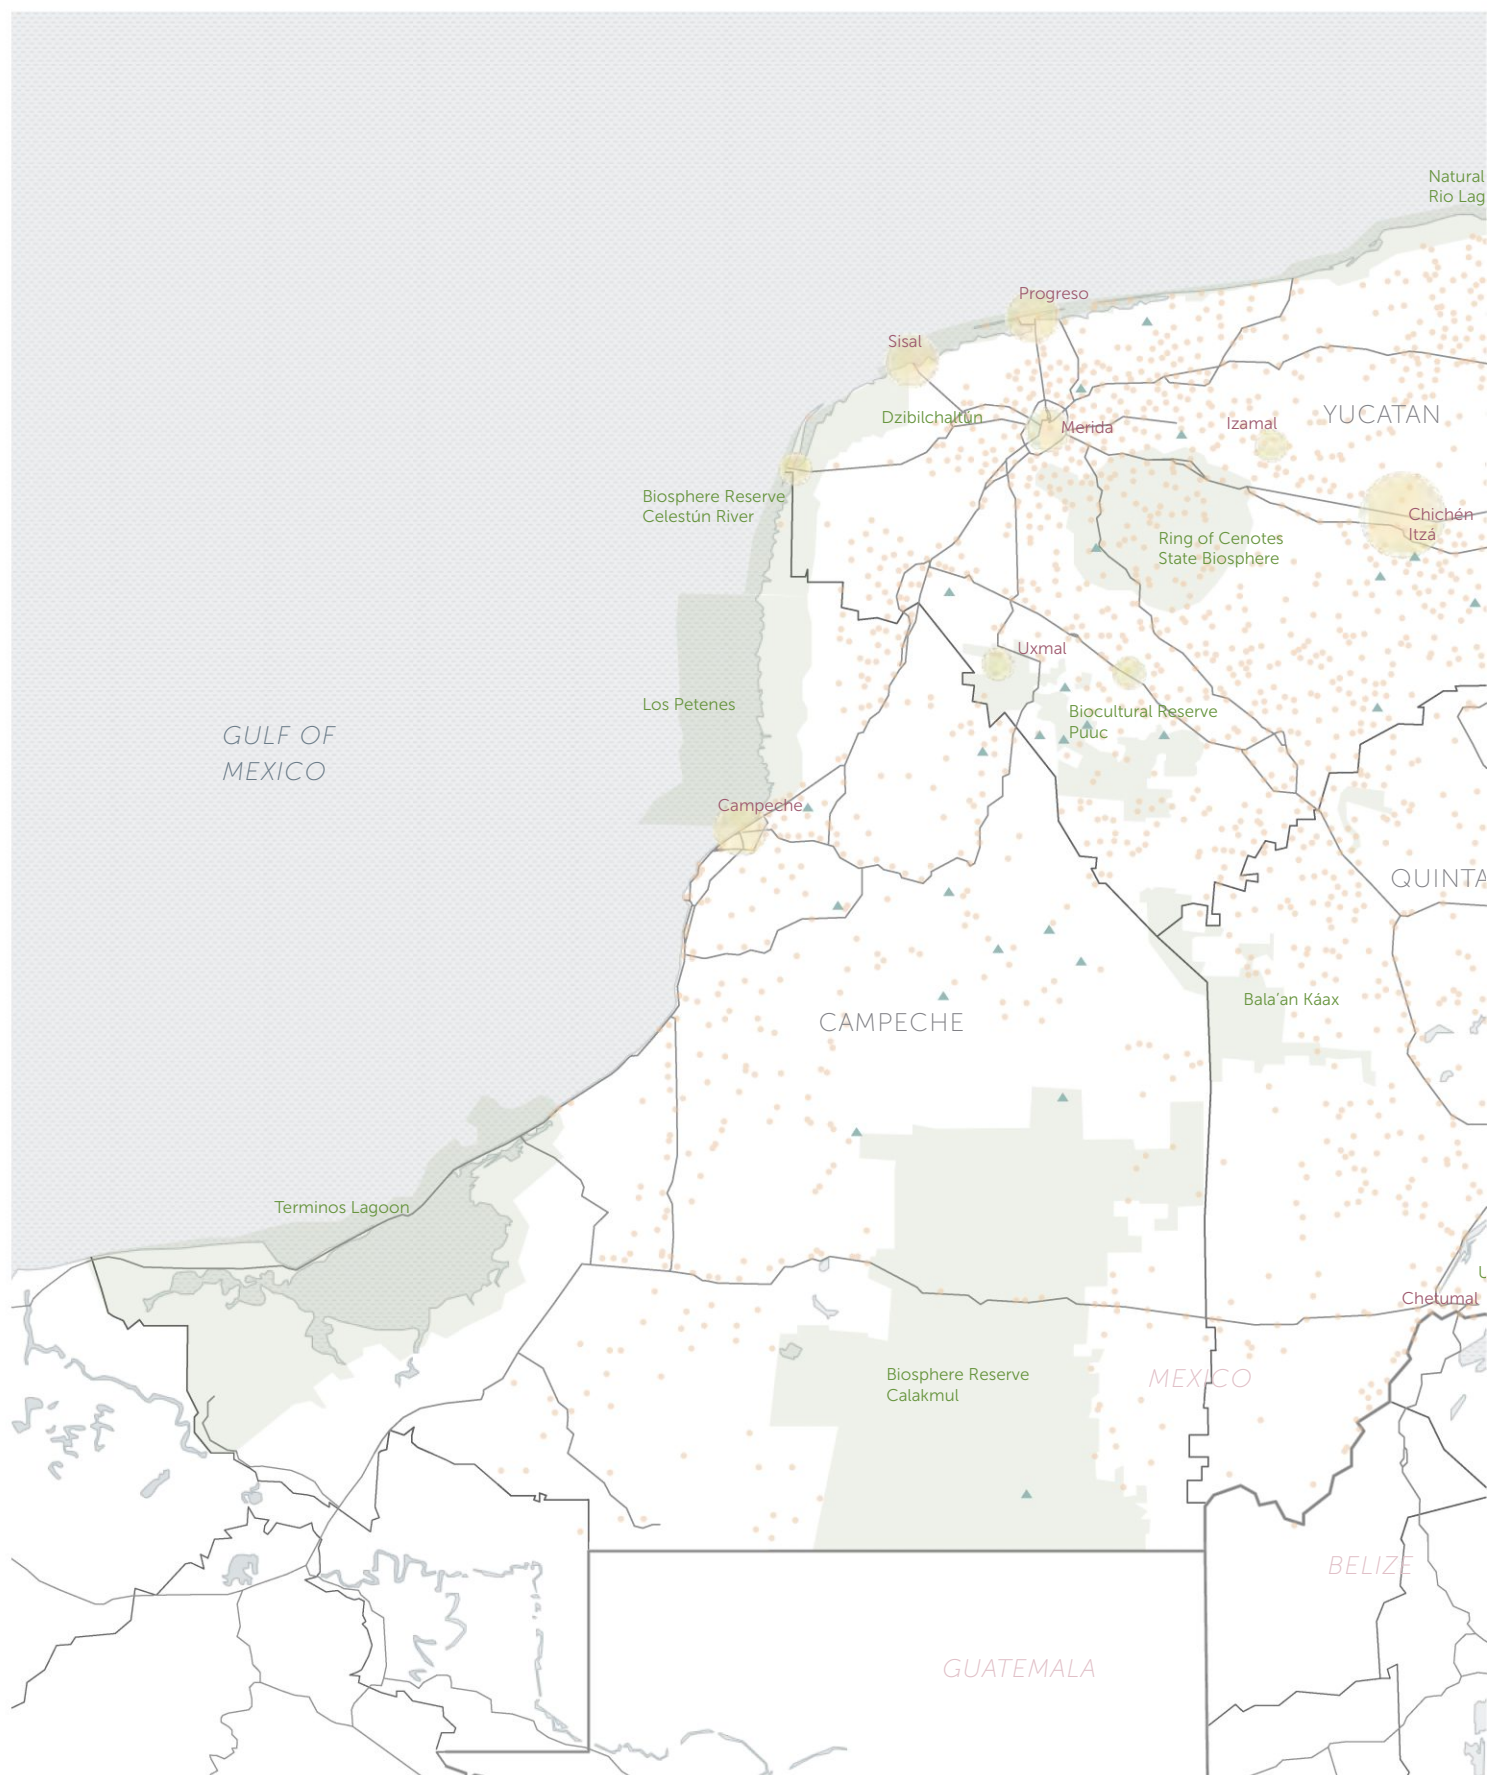 Natural
Rio Lag
Progreso
Sisal
Dzibilchaltún
Merida
Izamal
YUCATAN
Biosphere Reserve
Celestún River
Chichén
Itzá
Ring of Cenotes
State Biosphere
Uxmal
Los Petenes
Biocultural Reserve
Puuc
GULF OF
MEXICO
Campeche
QUINTA
Bala'an Káax
CAMPECHE
Terminos Lagoon
U
Chetumal
Biosphere Reserve
Calakmul
MEXICO
BELIZE
GUATEMALA